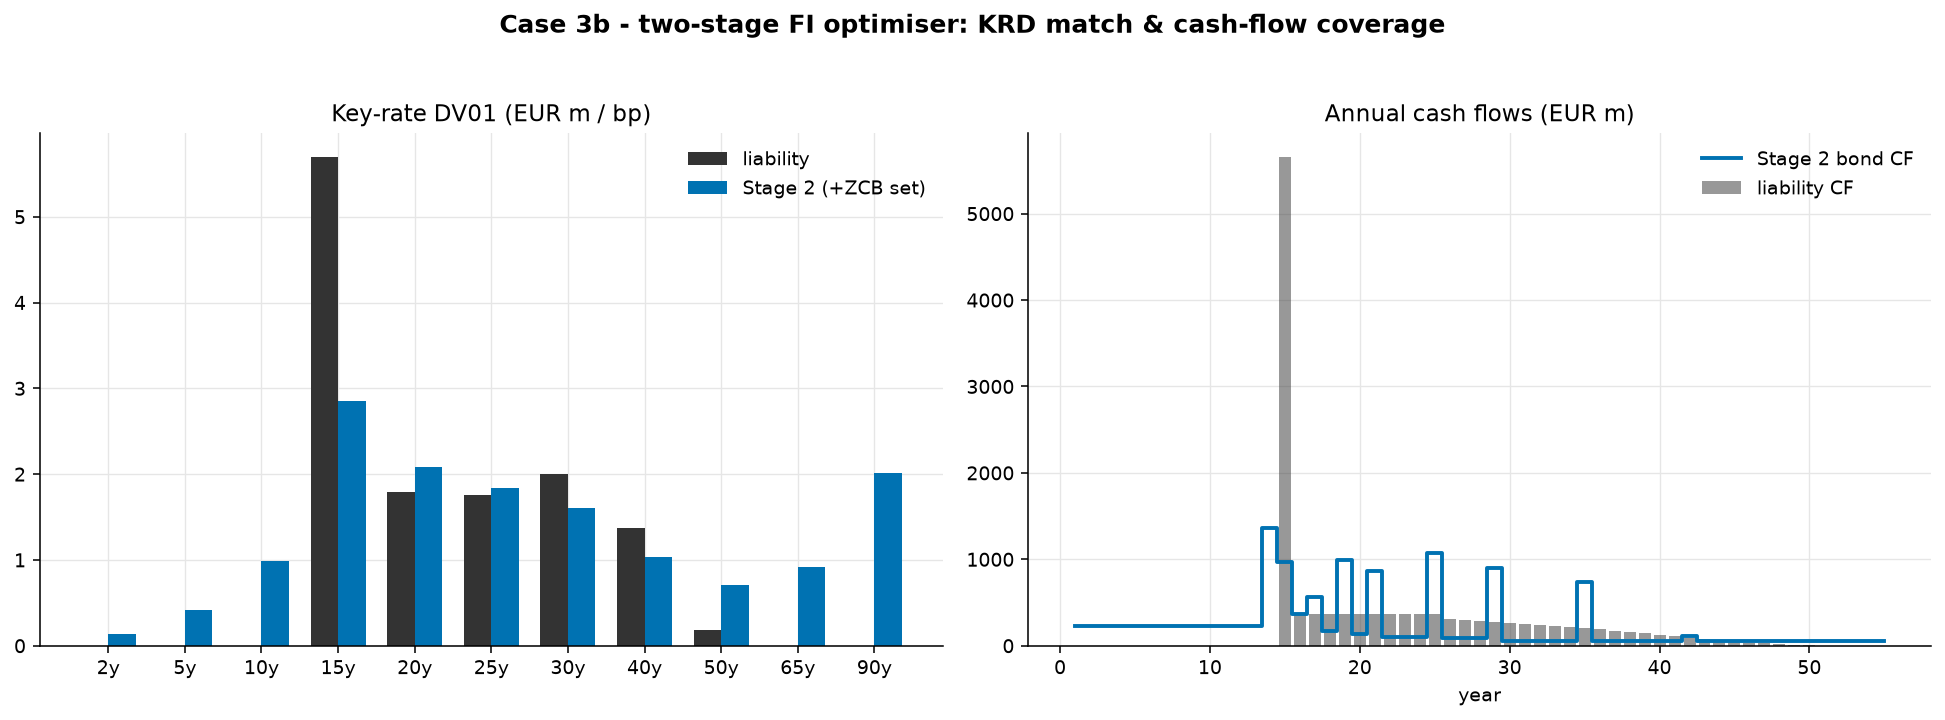 Case 3b - two-stage FI optimiser: KRD match & cash-flow coverage
Key-rate DV01 (EUR m / bp)
liability
Stage 2 (+ZCB set)
5
4
3
2
1
0
2y 5y 10y 15y 20y 25y 30y 40y 50y 65y 90y
Annual cash flows (EUR m)
Stage 2 bond CF
liability CF
5000
4000
3000
2000
1000
0
0 10 20 30 40 50
year